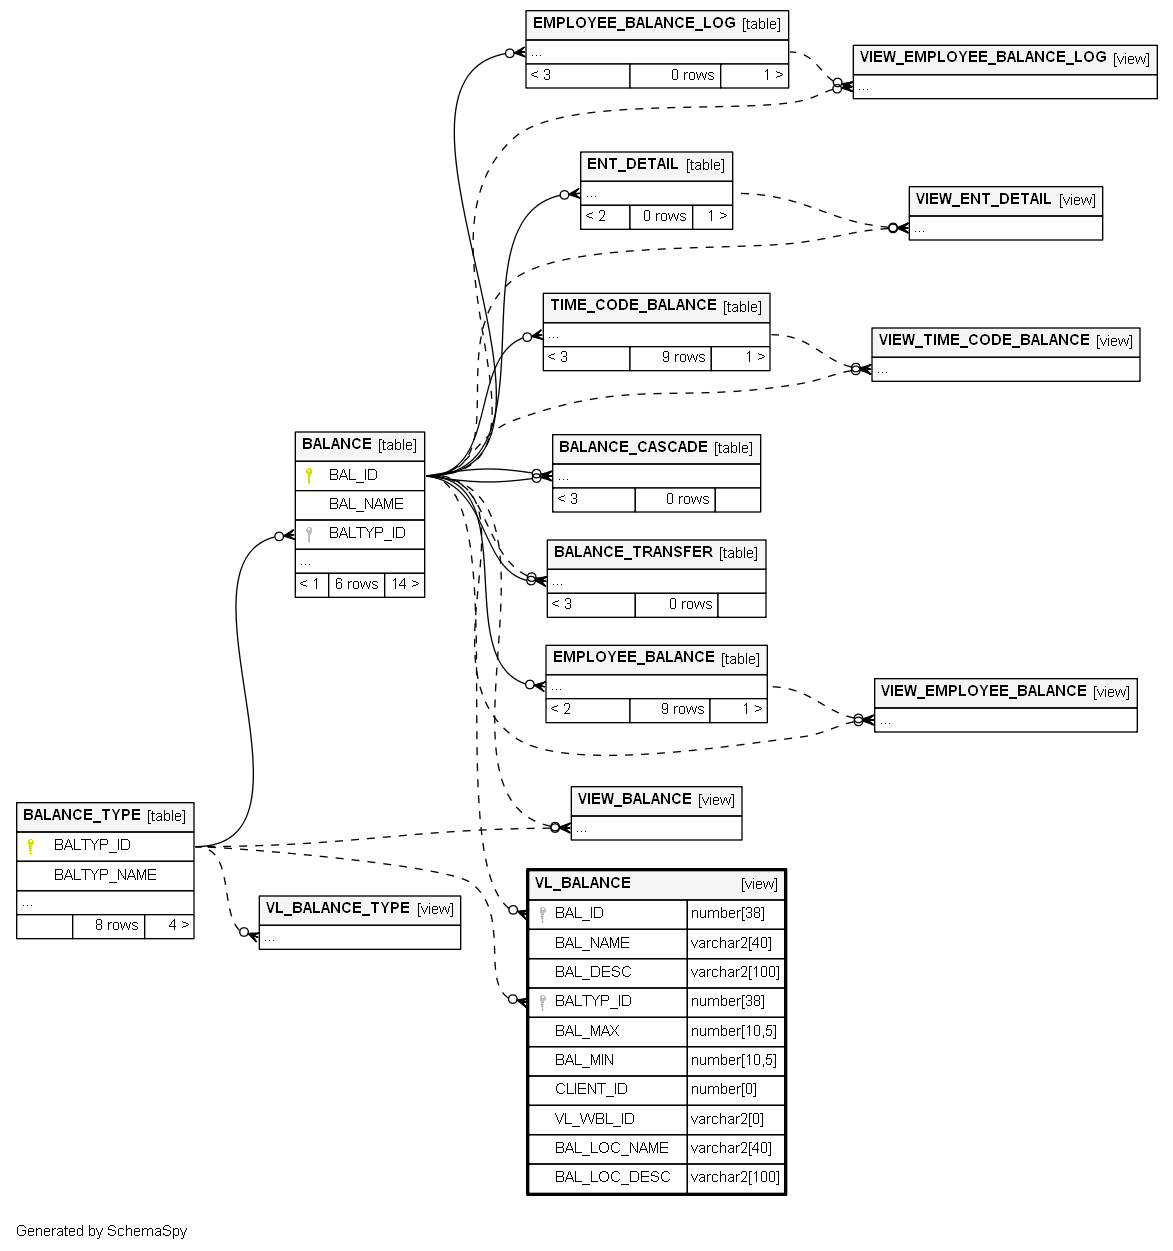 EMPLOYEE_BALANCE_LOG [table]
...
< 3 0 rows 1 >
VIEW_EMPLOYEE_BALANCE_LOG [view]
...
ENT_DETAIL [table]
...
< 2 0 rows 1 >
VIEW_ENT_DETAIL [view]
...
TIME_CODE_BALANCE [table]
...
< 3 9 rows 1 >
VIEW_TIME_CODE_BALANCE [view]
...
BALANCE [table]
BAL_ID
BAL_NAME
BALTYP_ID
...
< 1 6 rows 14 >
BALANCE_CASCADE [table]
...
< 3 0 rows
BALANCE_TRANSFER [table]
...
< 3 0 rows
EMPLOYEE_BALANCE [table]
...
< 2 9 rows 1 >
VIEW_EMPLOYEE_BALANCE [view]
...
VIEW_BALANCE [view]
...
BALANCE_TYPE [table]
BALTYP_ID
BALTYP_NAME
...
8 rows 4 >
VL_BALANCE_TYPE [view]
...
VL_BALANCE [view]
BAL_ID number[38]
BAL_NAME varchar2[40]
BAL_DESC varchar2[100]
BALTYP_ID number[38]
BAL_MAX number[10,5]
BAL_MIN number[10,5]
CLIENT_ID number[0]
VL_WBL_ID varchar2[0]
BAL_LOC_NAME varchar2[40]
BAL_LOC_DESC varchar2[100]
Generated by SchemaSpy